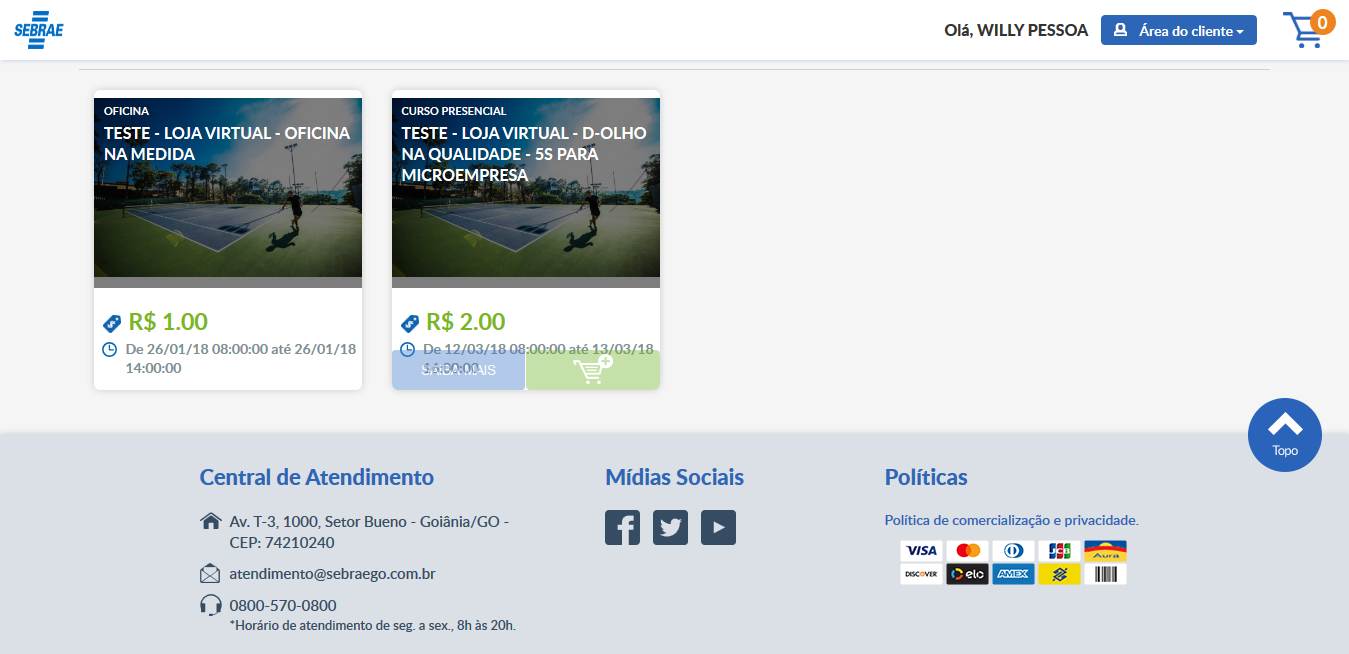 SEBRAE
Olá, WILLY PESSOA
Área do cliente
0
OFICINA
TESTE - LOJA VIRTUAL - OFICINA
NA MEDIDA
R$ 1.00
De 26/01/18 08:00:00 até 26/01/18
14:00:00
CURSO PRESENCIAL
TESTE - LOJA VIRTUAL - D-OLHO
NA QUALIDADE - 5S PARA
MICROEMPRESA
R$ 2.00
De 12/03/18 08:00:00 até 13/03/18
SAIBA MAIS
Topo
Central de Atendimento
Av. T-3, 1000, Setor Bueno - Goiânia/GO -
CEP: 74210240
atendimento@sebraego.com.br
0800-570-0800
*Horário de atendimento de seg. a sex., 8h às 20h.
Mídias Sociais
Políticas
Política de comercialização e privacidade.
VISA
JCB
Aura
DISCOVER
elo
AMEX